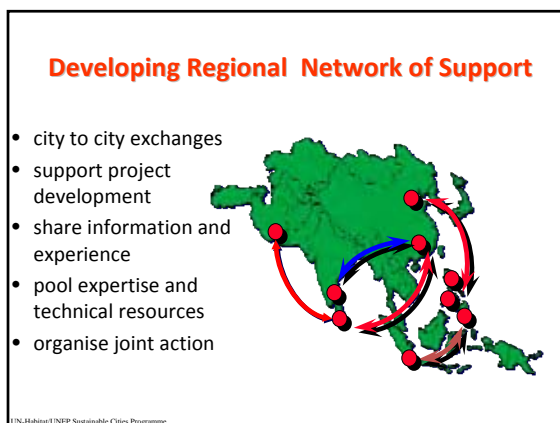 Developing Regional Network of Support
• city to city exchanges
• support project
development
• share information and
experience
• pool expertise and
technical resources
• organise joint action
UN-Habitat/UNEP Sustainable Cities Programme